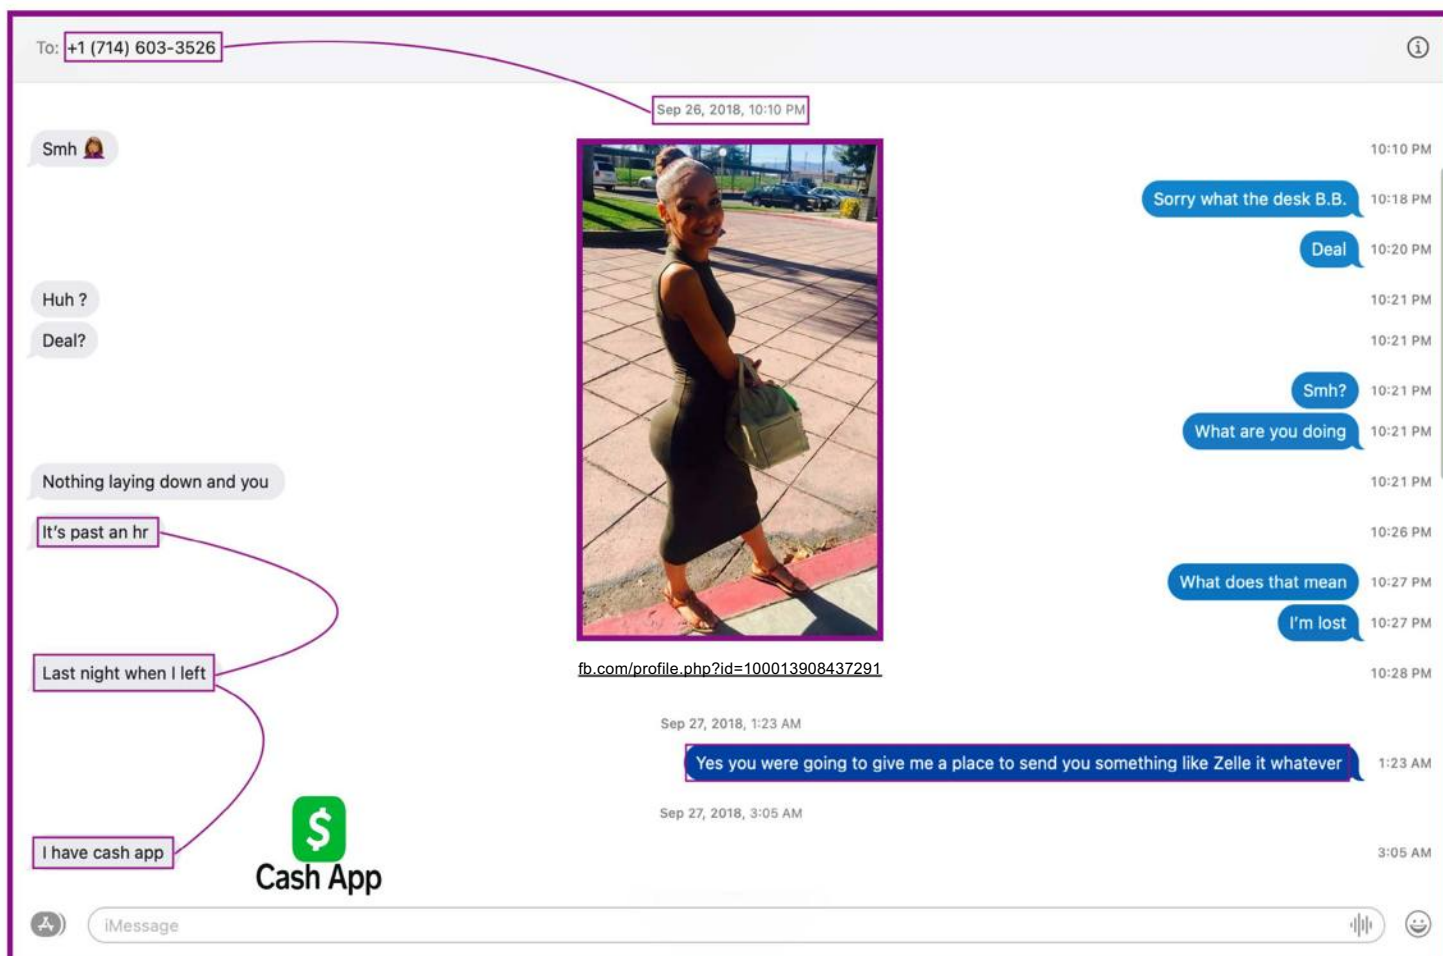 To: +1 (714) 603-3526
Sep 26, 2018, 10:10 PM
Smh 🤦🏽‍♀️ 10:10 PM
Sorry what the desk B.B. 10:18 PM
Deal 10:20 PM
Huh ? 10:21 PM
Deal? 10:21 PM
Smh? 10:21 PM
What are you doing 10:21 PM
Nothing laying down and you 10:21 PM
It's past an hr 10:26 PM
What does that mean 10:27 PM
I'm lost 10:27 PM
Last night when I left 10:28 PM
fb.com/profile.php?id=100013908437291
Sep 27, 2018, 1:23 AM
Yes you were going to give me a place to send you something like Zelle it whatever 1:23 AM
Sep 27, 2018, 3:05 AM
I have cash app 3:05 AM
$
Cash App
iMessage